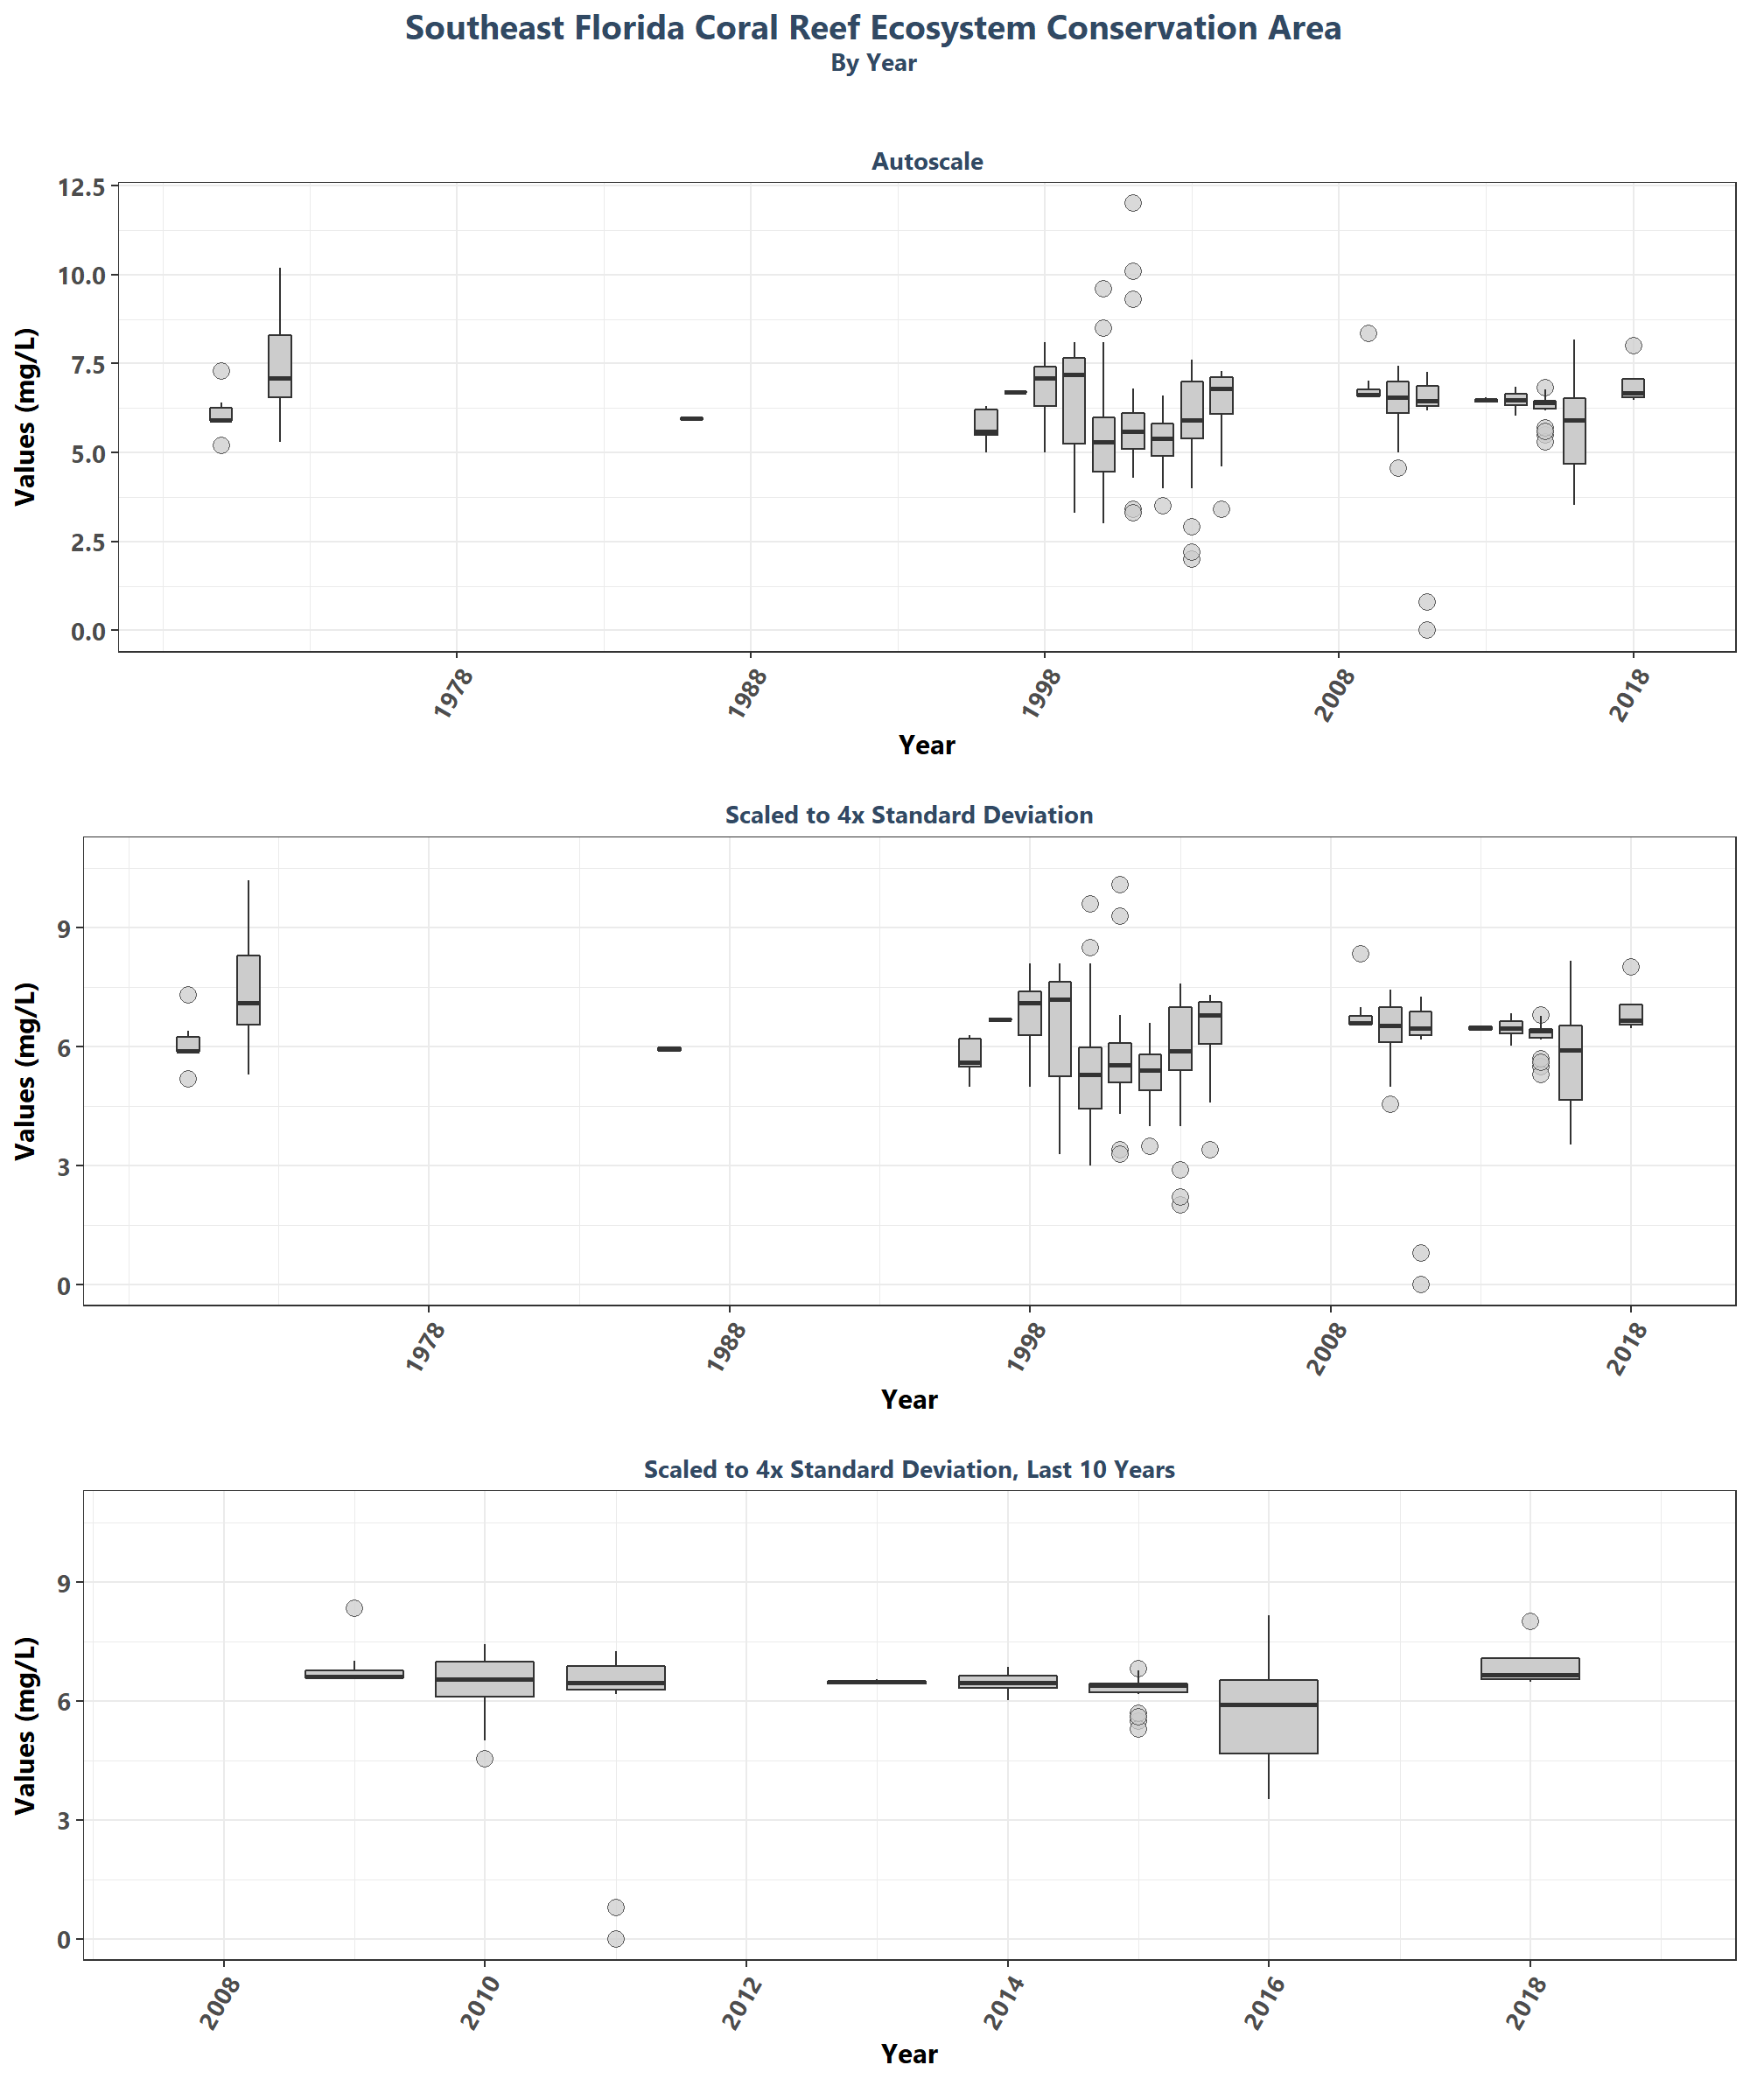 Southeast Florida Coral Reef Ecosystem Conservation Area
By Year
Autoscale
Values (mg/L)
12.5
10.0
7.5
5.0
2.5
0.0
1978
1988
1998
2008
2018
Year
Scaled to 4x Standard Deviation
Values (mg/L)
9
6
3
0
1978
1988
1998
2008
2018
Year
Scaled to 4x Standard Deviation, Last 10 Years
Values (mg/L)
9
6
3
0
2008
2010
2012
2014
2016
2018
Year